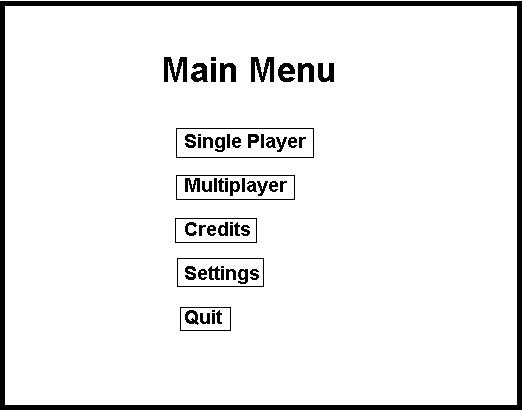 Main Menu
Single Player
Multiplayer
Credits
Settings
Quit